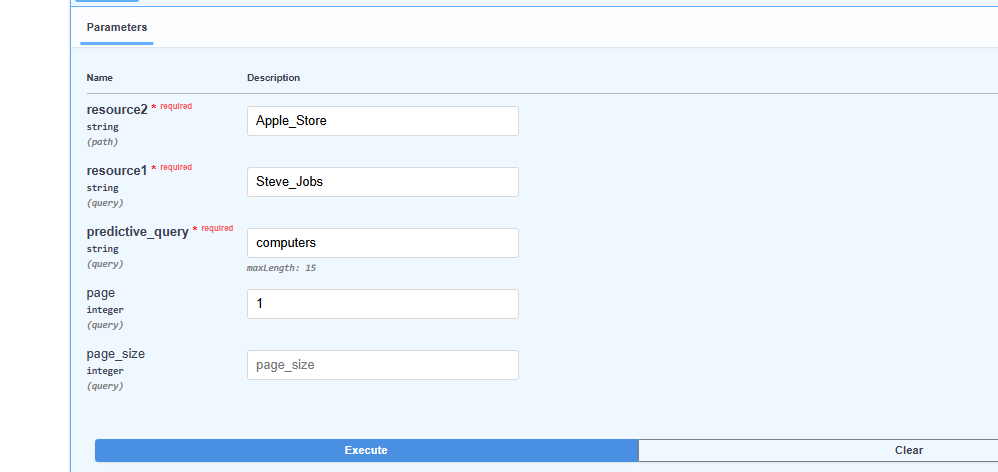 Parameters
Name Description
resource2 * required
string
(path)
Apple_Store
resource1 * required
string
(query)
Steve_Jobs
predictive_query * required
string
(query)
computers
maxLength: 15
page
integer
(query)
1
page_size
integer
(query)
page_size
Execute Clear